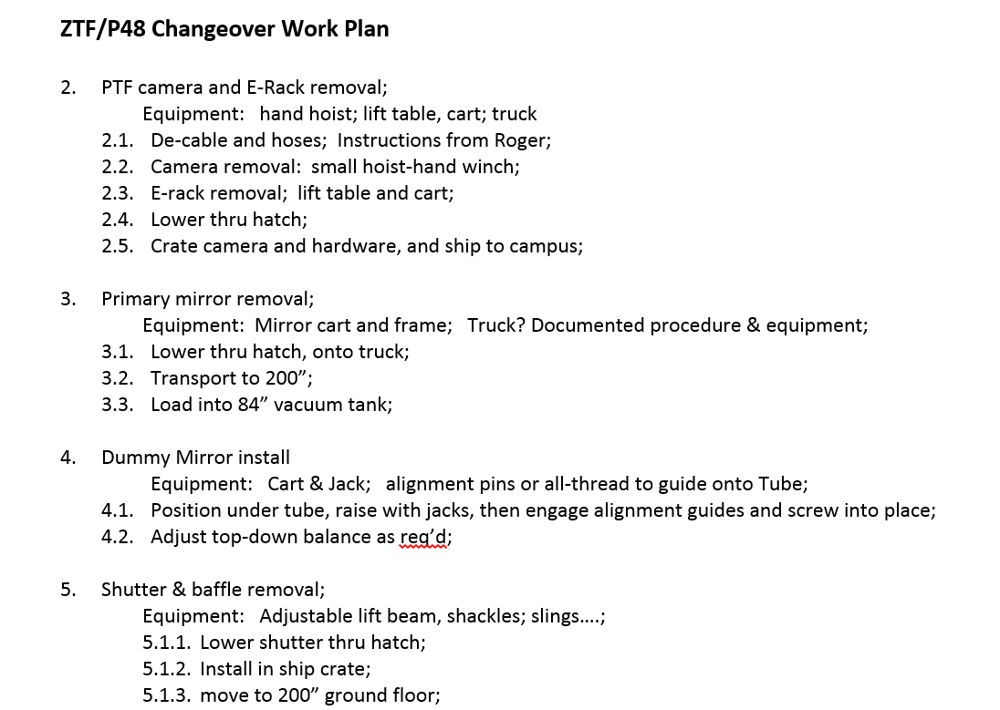 ZTF/P48 Changeover Work Plan
2. PTF camera and E-Rack removal;
Equipment: hand hoist; lift table, cart; truck
2.1. De-cable and hoses; Instructions from Roger;
2.2. Camera removal: small hoist-hand winch;
2.3. E-rack removal; lift table and cart;
2.4. Lower thru hatch;
2.5. Crate camera and hardware, and ship to campus;
3. Primary mirror removal;
Equipment: Mirror cart and frame; Truck? Documented procedure & equipment;
3.1. Lower thru hatch, onto truck;
3.2. Transport to 200”;
3.3. Load into 84” vacuum tank;
4. Dummy Mirror install
Equipment: Cart & Jack; alignment pins or all-thread to guide onto Tube;
4.1. Position under tube, raise with jacks, then engage alignment guides and screw into place;
4.2. Adjust top-down balance as req’d;
5. Shutter & baffle removal;
Equipment: Adjustable lift beam, shackles; slings....;
5.1.1. Lower shutter thru hatch;
5.1.2. Install in ship crate;
5.1.3. move to 200” ground floor;